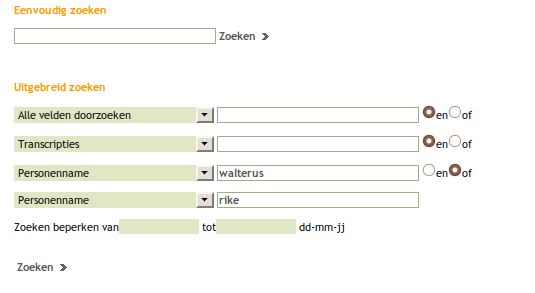 Eenvoudig zoeken
Zoeken
Uitgebreid zoeken
Alle velden doorzoeken en of
Transcripties en of
Personenname walterus en of
Personenname rike
Zoeken beperken van tot dd-mm-jj
Zoeken